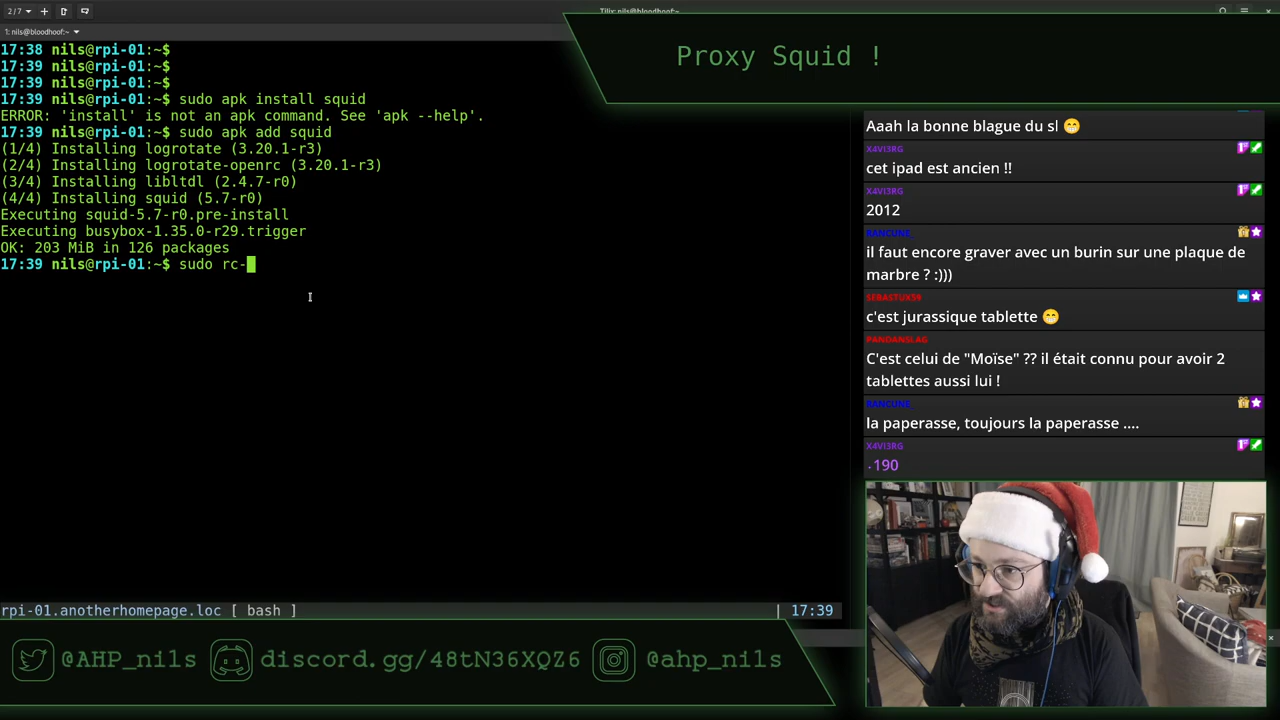 2/7
Tilix: nils@bloodhoof:~
1: nils@bloodhoof:~
17:38 nils@rpi-01:~$
17:39 nils@rpi-01:~$
17:39 nils@rpi-01:~$
17:39 nils@rpi-01:~$ sudo apk install squid
ERROR: 'install' is not an apk command. See 'apk --help'.
17:39 nils@rpi-01:~$ sudo apk add squid
(1/4) Installing logrotate (3.20.1-r3)
(2/4) Installing logrotate-openrc (3.20.1-r3)
(3/4) Installing libltdl (2.4.7-r0)
(4/4) Installing squid (5.7-r0)
Executing squid-5.7-r0.pre-install
Executing busybox-1.35.0-r29.trigger
OK: 203 MiB in 126 packages
17:39 nils@rpi-01:~$ sudo rc-
rpi-01.anotherhomepage.loc [ bash ]
| 17:39
Proxy Squid !
Aaah la bonne blague du sl 😁
X4VI3RG
cet ipad est ancien !!
X4VI3RG
2012
RANCUNE_
il faut encore graver avec un burin sur une plaque de
marbre ? :)))
SEBASTUX59
c'est jurassique tablette 😁
PANDANSLAG
C'est celui de "Moïse" ?? il était connu pour avoir 2
tablettes aussi lui !
RANCUNE_
la paperasse, toujours la paperasse ....
X4VI3RG
.190
@AHP_nils
discord.gg/48tN36XQZ6
@ahp_nils